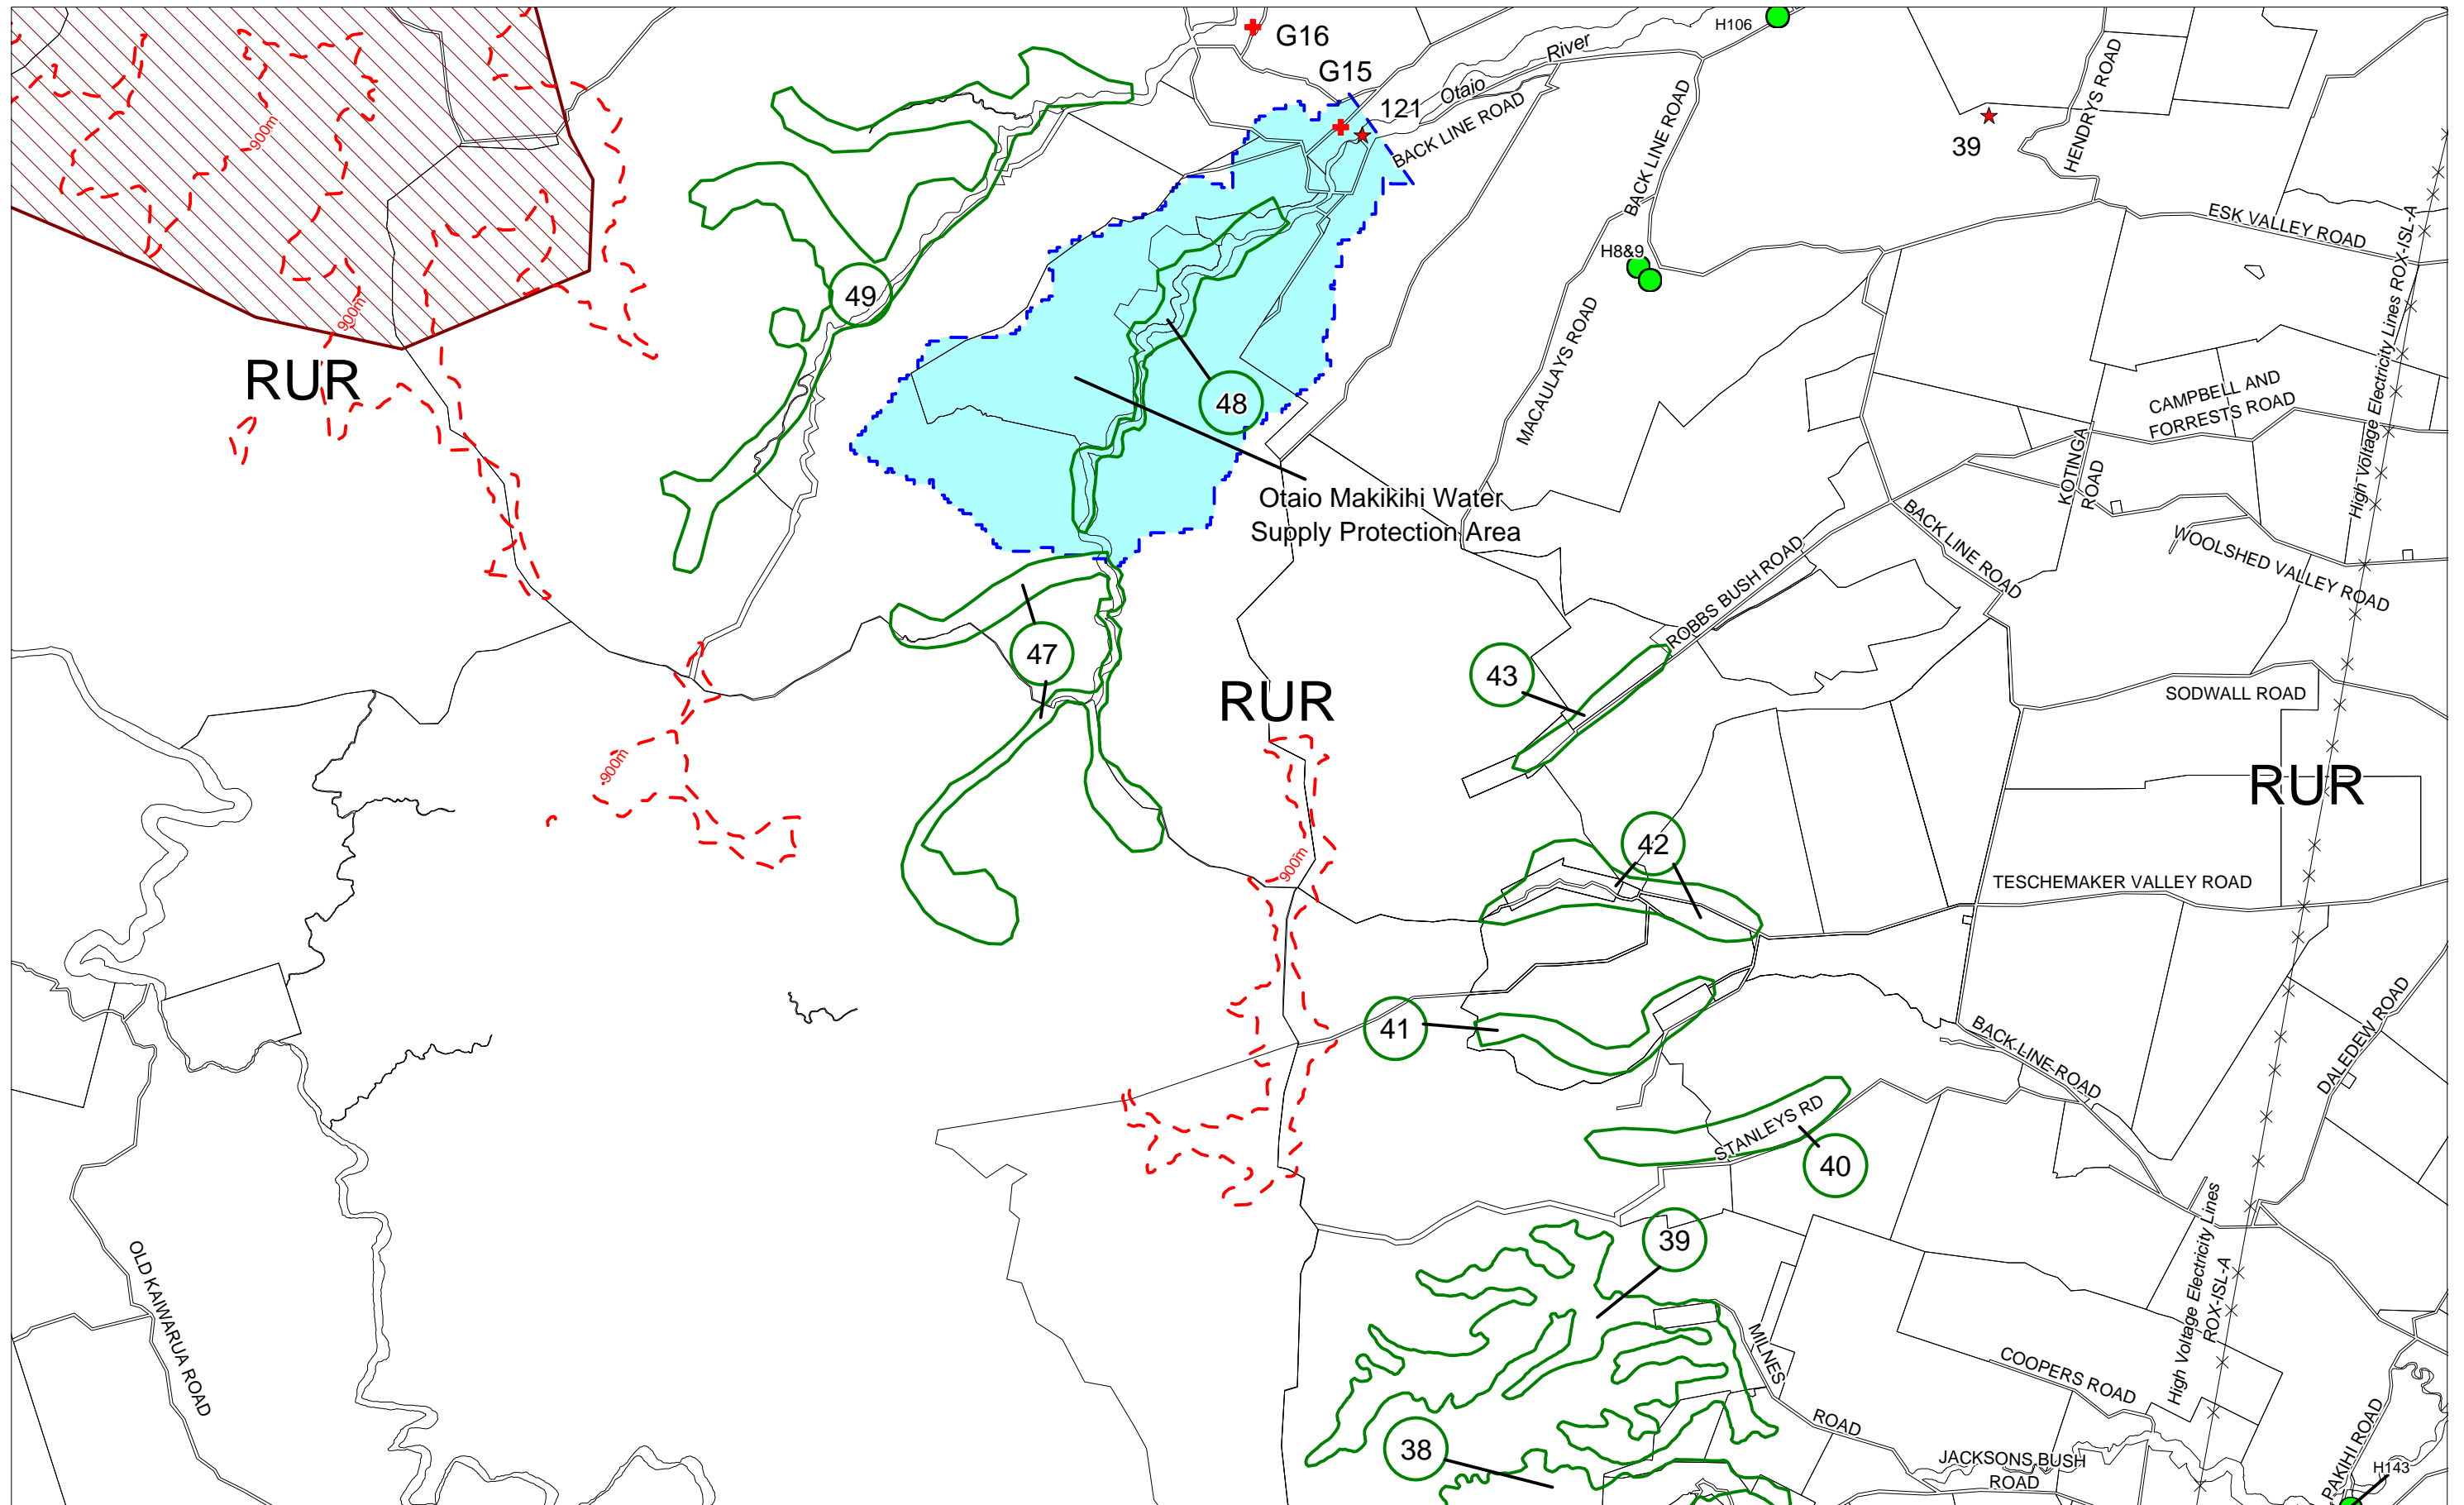 H106
G16
River
G15
Otaio
121
BACK LINE ROAD
BACK LINE ROAD
HENDRYS ROAD
39
900m
ESK VALLEY ROAD
H8&9
High Voltage Electricity Lines ROX-ISL-A
49
900m
RUR
48
MACAULAYS ROAD
CAMPBELL AND
FORRESTS ROAD
KOTINGA
ROAD
Otaio Makikihi Water
Supply Protection Area
BACK LINE ROAD
WOOLSHED VALLEY ROAD
ROBBS BUSH ROAD
47
43
RUR
SODWALL ROAD
900m
RUR
42
900m
TESCHEMAKER VALLEY ROAD
41
BACK LINE ROAD
DALEDEW ROAD
STANLEYS RD
40
39
High Voltage Electricity Lines
ROX-ISL-A
OLD KAIWARUA ROAD
MILNES
COOPERS ROAD
ROAD
38
JACKSONS BUSH
ROAD
PAKIHI ROAD
H143